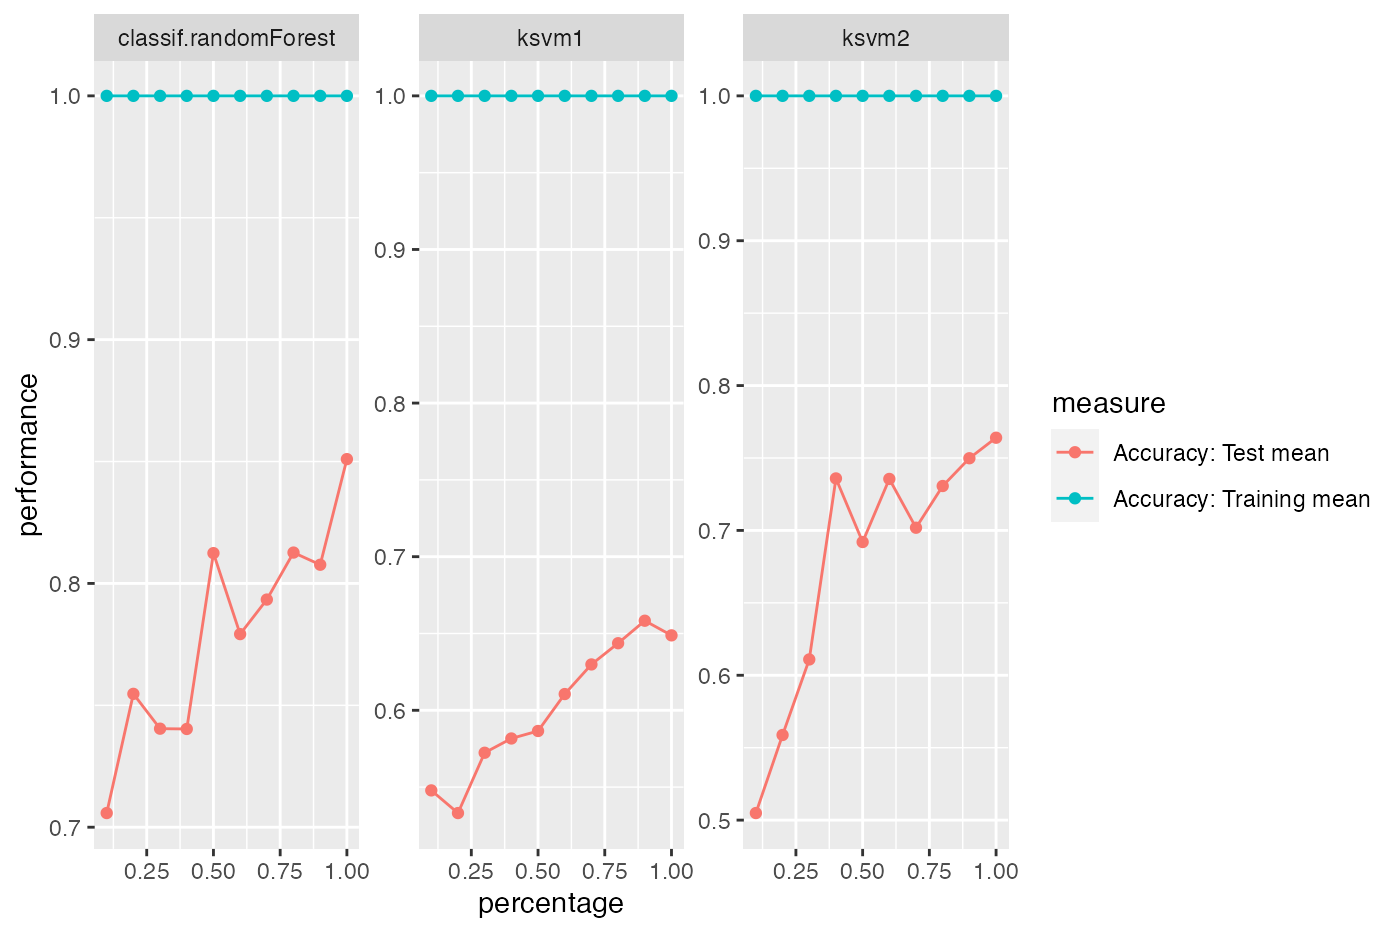 classif.randomForest
ksvm1
ksvm2
1.0
0.9
0.8
0.7
1.0
0.9
0.8
0.7
0.6
1.0
0.9
0.8
0.7
0.6
0.5
0.25 0.50 0.75 1.00
0.25 0.50 0.75 1.00
0.25 0.50 0.75 1.00
performance
percentage
measure
Accuracy: Test mean
Accuracy: Training mean